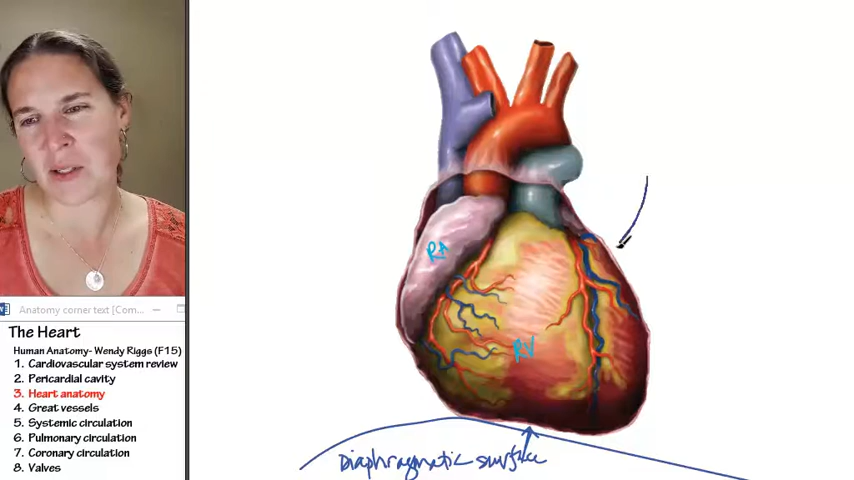 Anatomy corner text [Com...
The Heart
Human Anatomy- Wendy Riggs (F15)
1. Cardiovascular system review
2. Pericardial cavity
3. Heart anatomy
4. Great vessels
5. Systemic circulation
6. Pulmonary circulation
7. Coronary circulation
8. Valves
RA
RV
Diaphragmatic surface